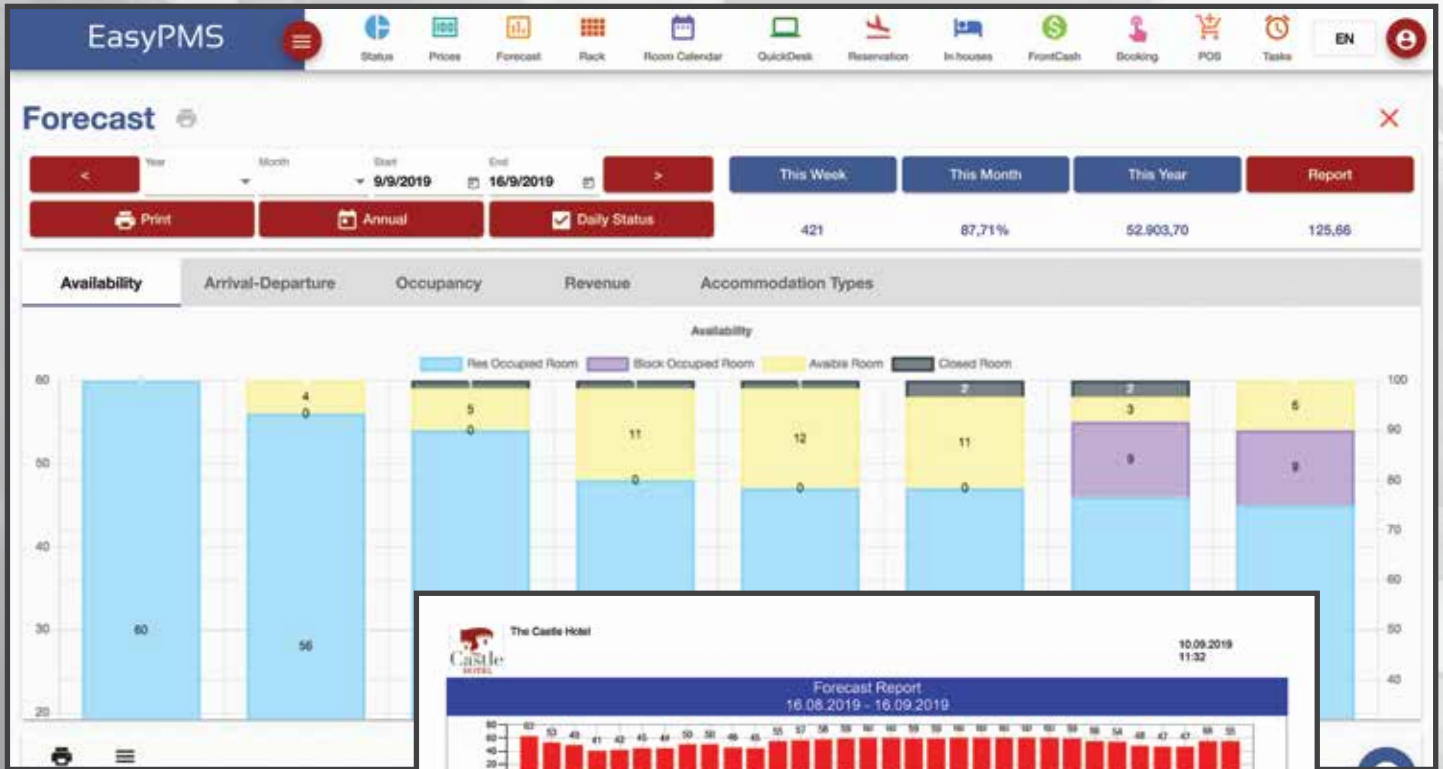 EasyPMS
Status Prices Forecast Rack Room Calendar QuickDesk Reservation In houses FrontCash Booking POS Tasks EN
Forecast
Year Month Start End
< 9/9/2019 16/9/2019 > This Week This Month This Year Report
Print Annual Daily Status
421 87,71% 52.903,70 125,66
Availability Arrival-Departure Occupancy Revenue Accommodation Types
Availability
Res Occupied Room Block Occupied Room Closed Room
60 100
4 2 2
0 5 3 6
0 11 12 11 90
50 9 9
0 0 0 80
70
40
60
30 60 56 50
40
20
The Castle Hotel
Castle
HOTEL
10.09.2019
11:32
Forecast Report
16.08.2019 - 16.09.2019